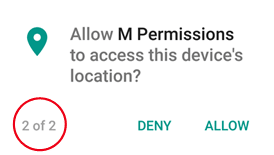 Allow M Permissions
to access this device's
location?
2 of 2 DENY ALLOW